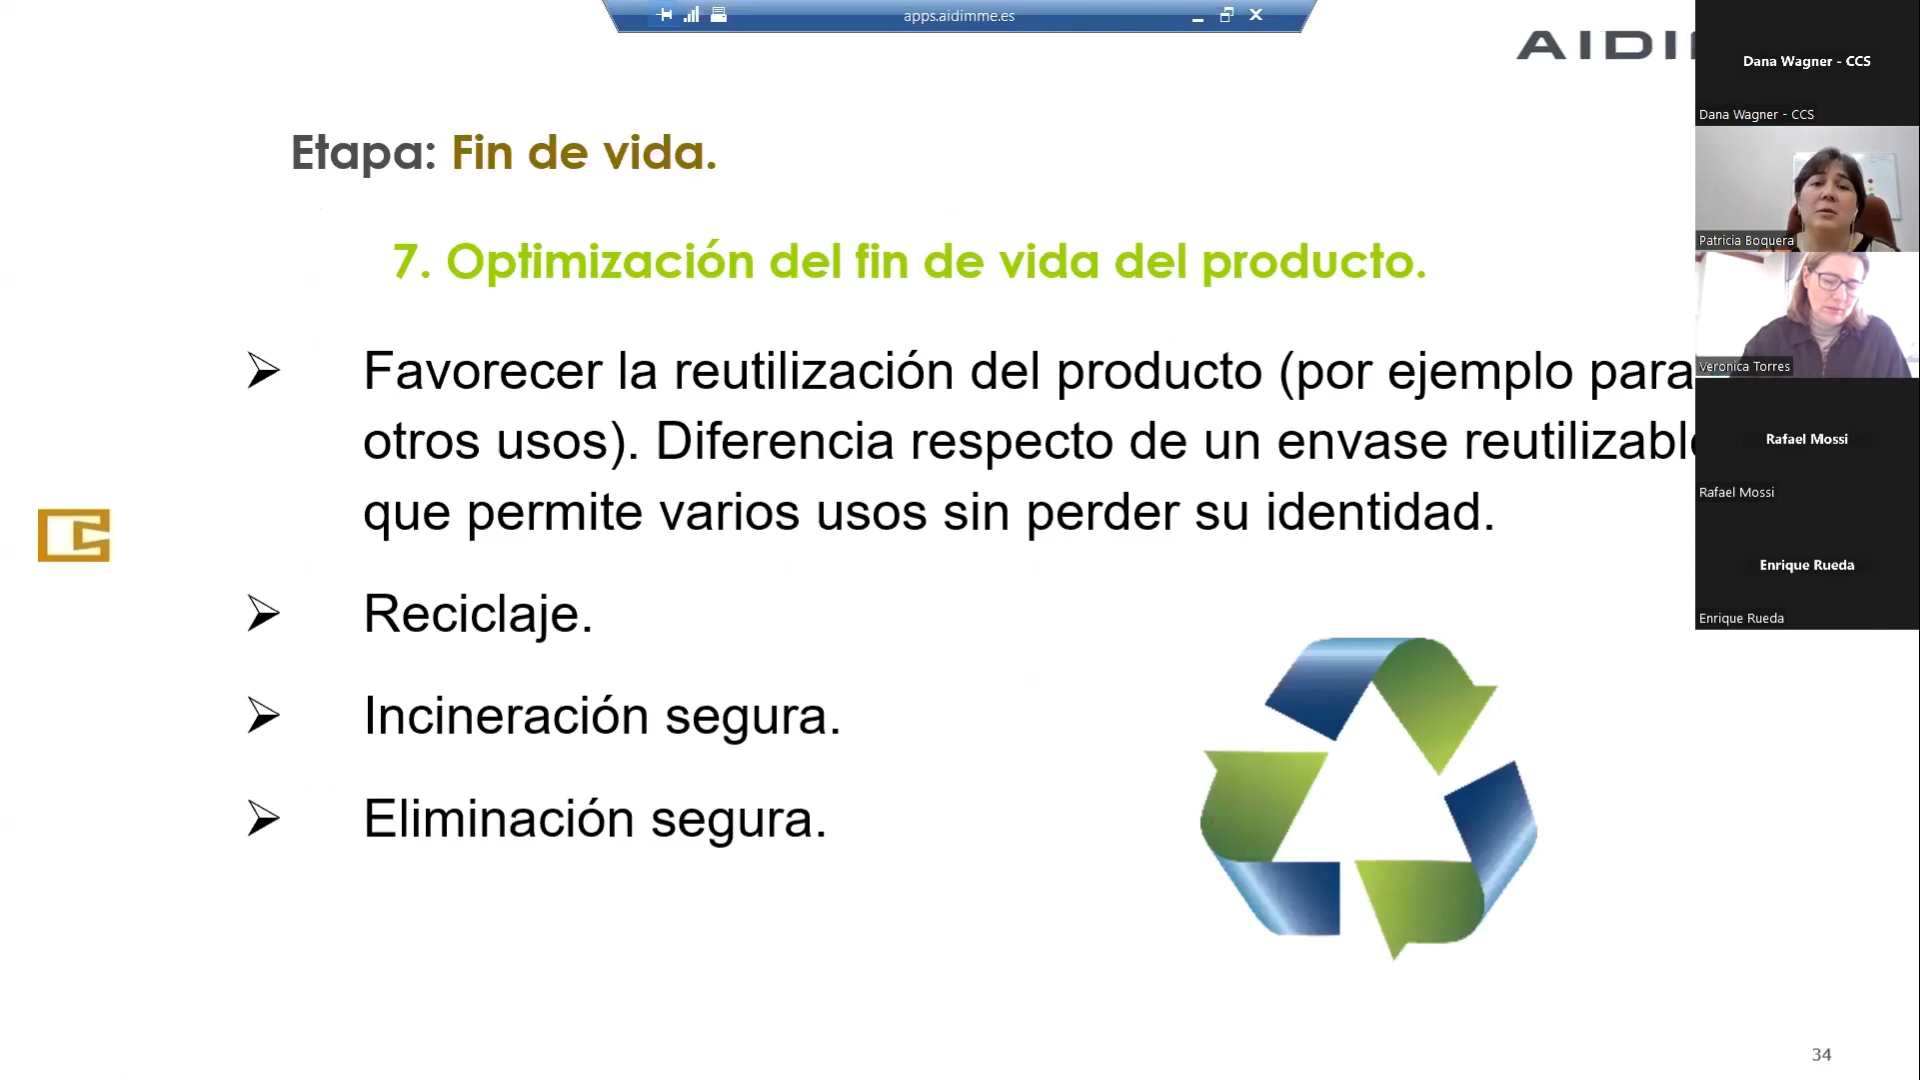 apps.aidimme.es
AIDI
Dana Wagner - CCS
Dana Wagner - CCS
Etapa: Fin de vida.
Patricia Boquera
7. Optimización del fin de vida del producto.
Veronica Torres
➢ Favorecer la reutilización del producto (por ejemplo para
otros usos). Diferencia respecto de un envase reutilizable
que permite varios usos sin perder su identidad.
Rafael Mossi
Rafael Mossi
Enrique Rueda
Enrique Rueda
➢ Reciclaje.
➢ Incineración segura.
➢ Eliminación segura.
34